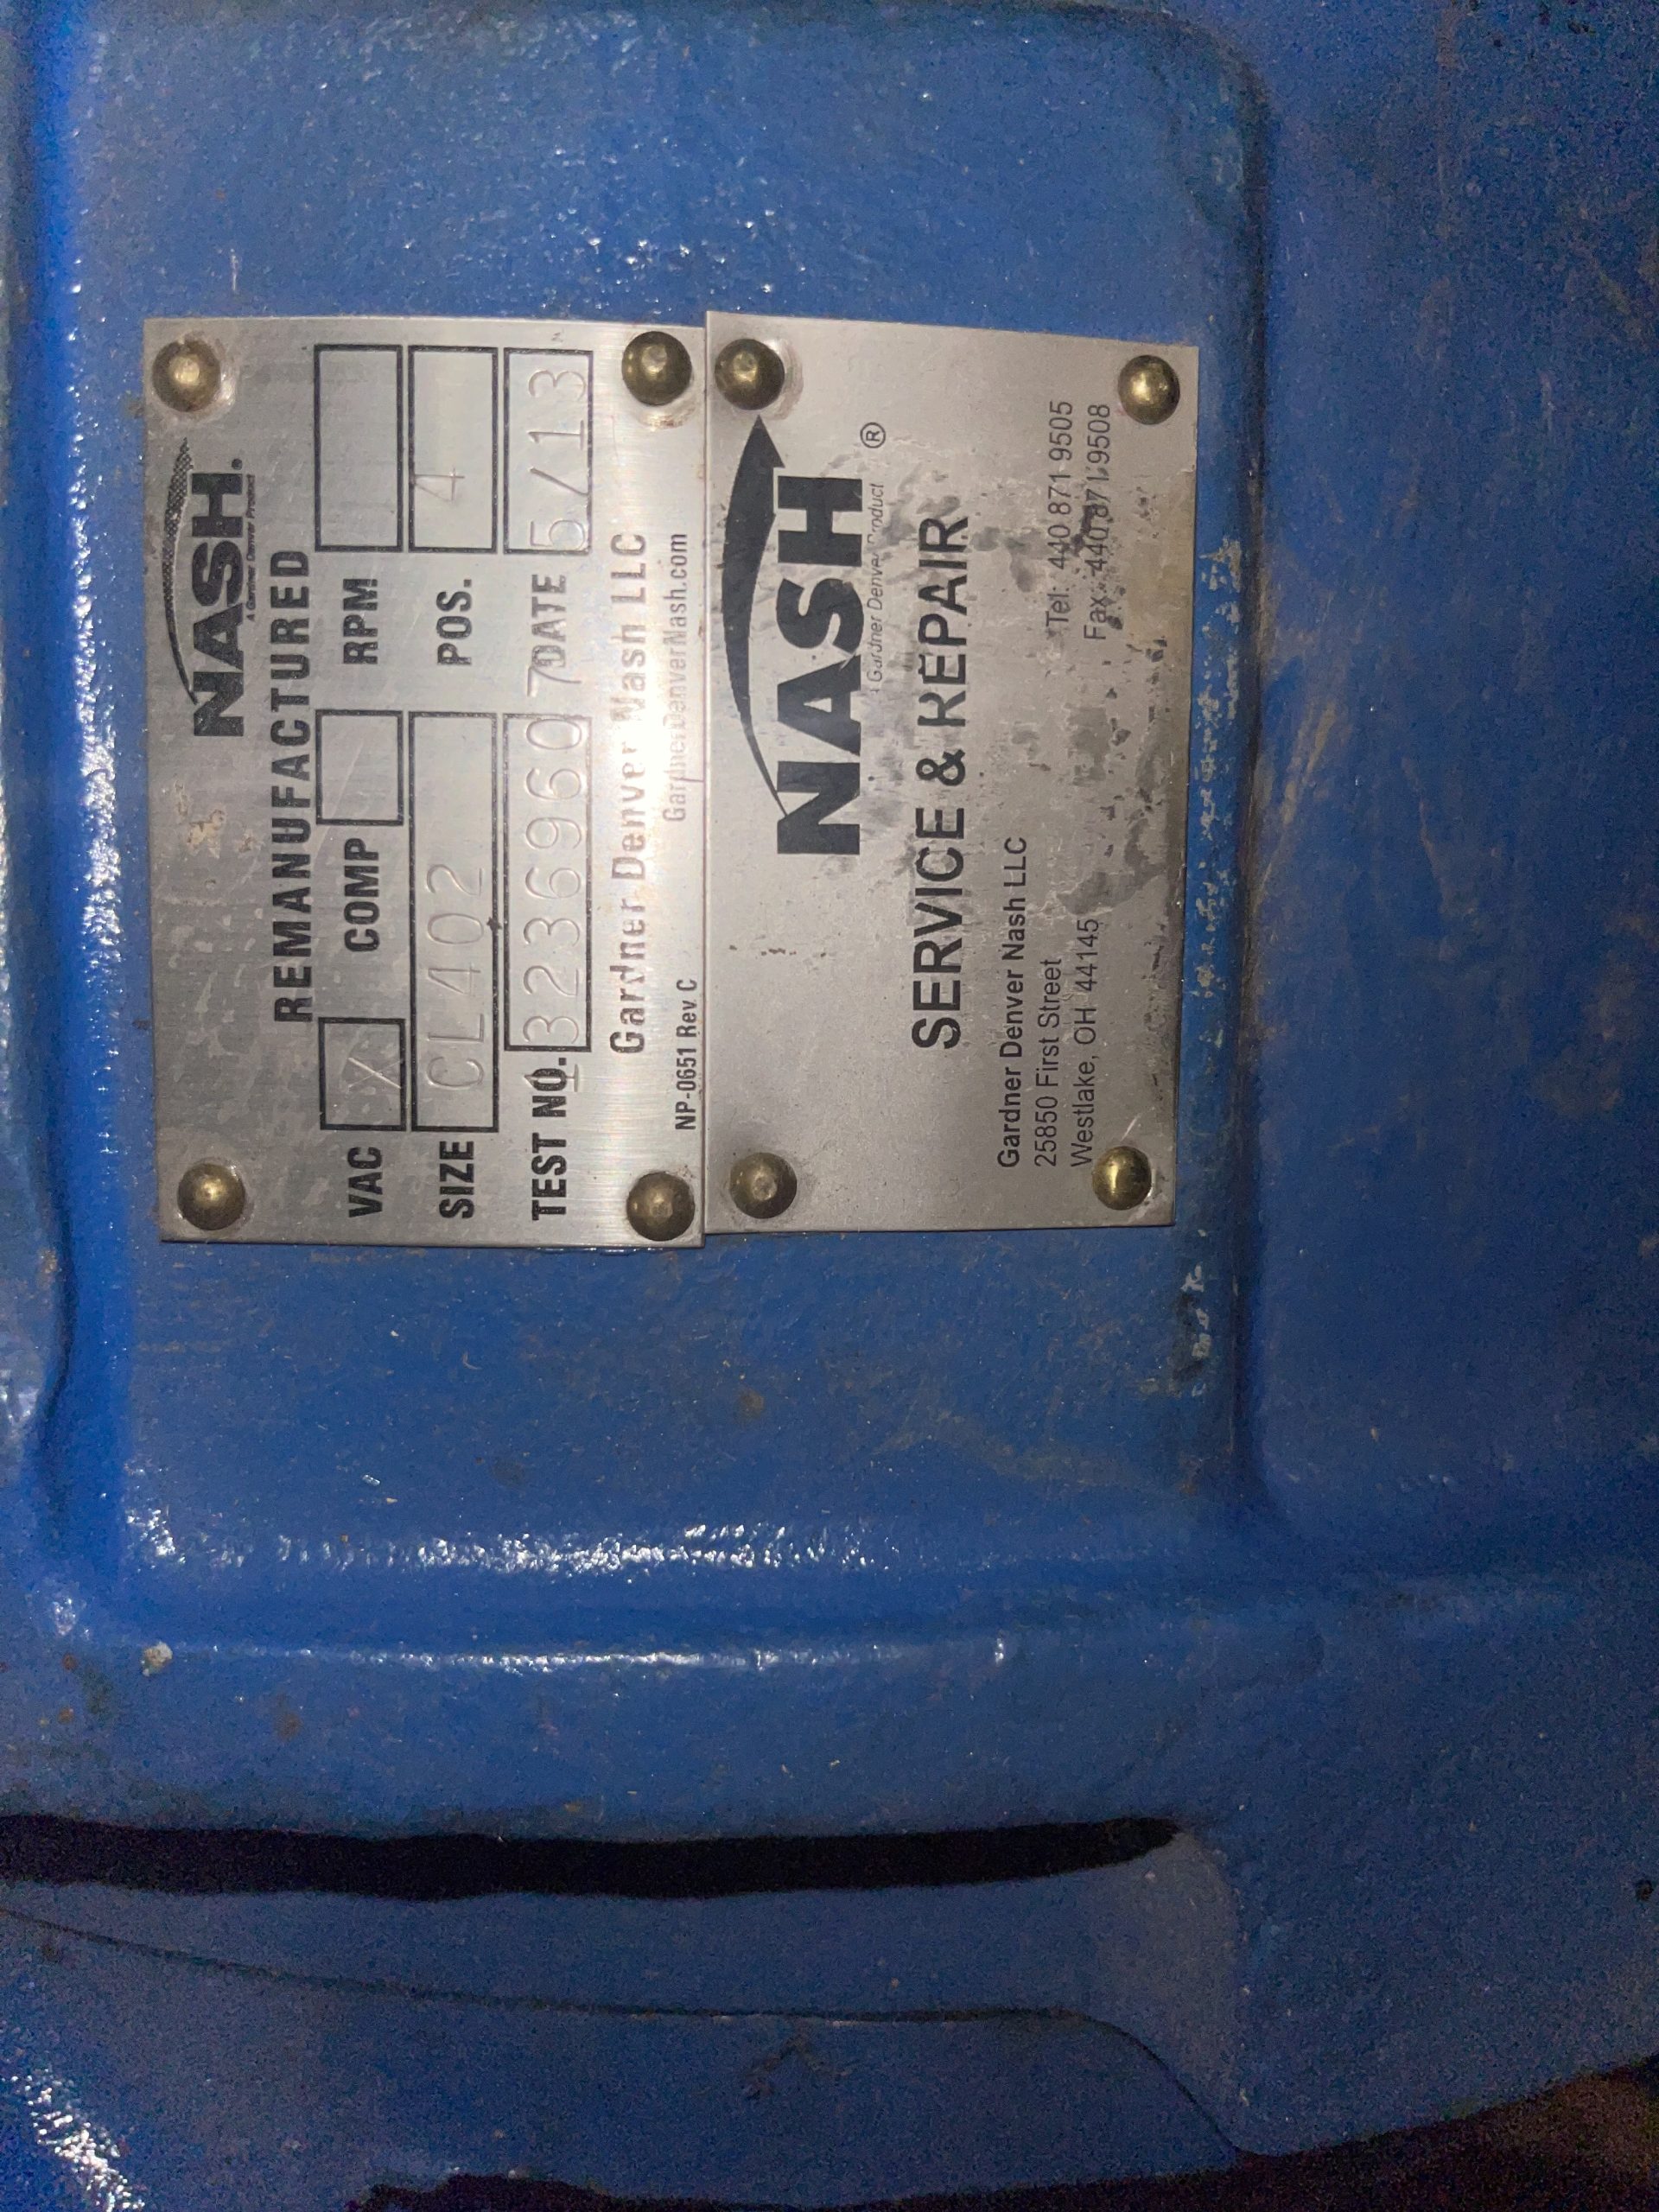 NASH®
A Gardner Denver Product
REMANUFACTURED
VAC X COMP RPM
SIZE CL402 POS. 4
TEST NO. 132369607 DATE 5/13
Gardner Denver Nash LLC
GardnerDenverNash.com
NP-0651 Rev C
NASH®
A Gardner Denver Product
SERVICE & REPAIR
Gardner Denver Nash LLC
25850 First Street Tel: 440 871 9505
Westlake, OH 44145 Fax: 440 871 9508